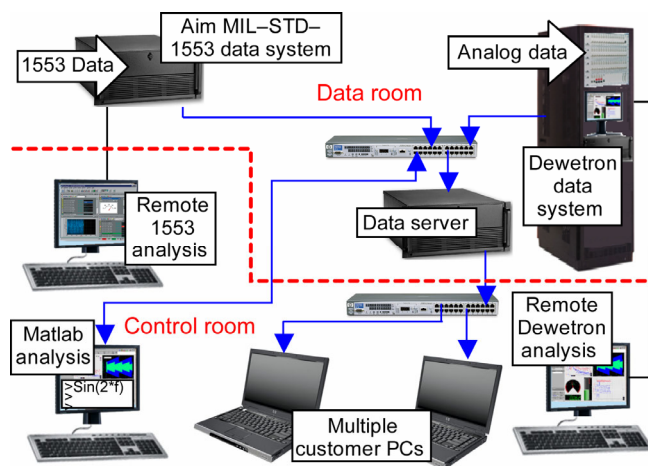 Aim MIL–STD–
1553 data system
1553 Data
Analog data
Data room
Dewetron
data
system
Remote
1553
analysis
Data server
Control room
Matlab
analysis
>Sin(2*f)
>
>
Remote
Dewetron
analysis
Multiple
customer PCs